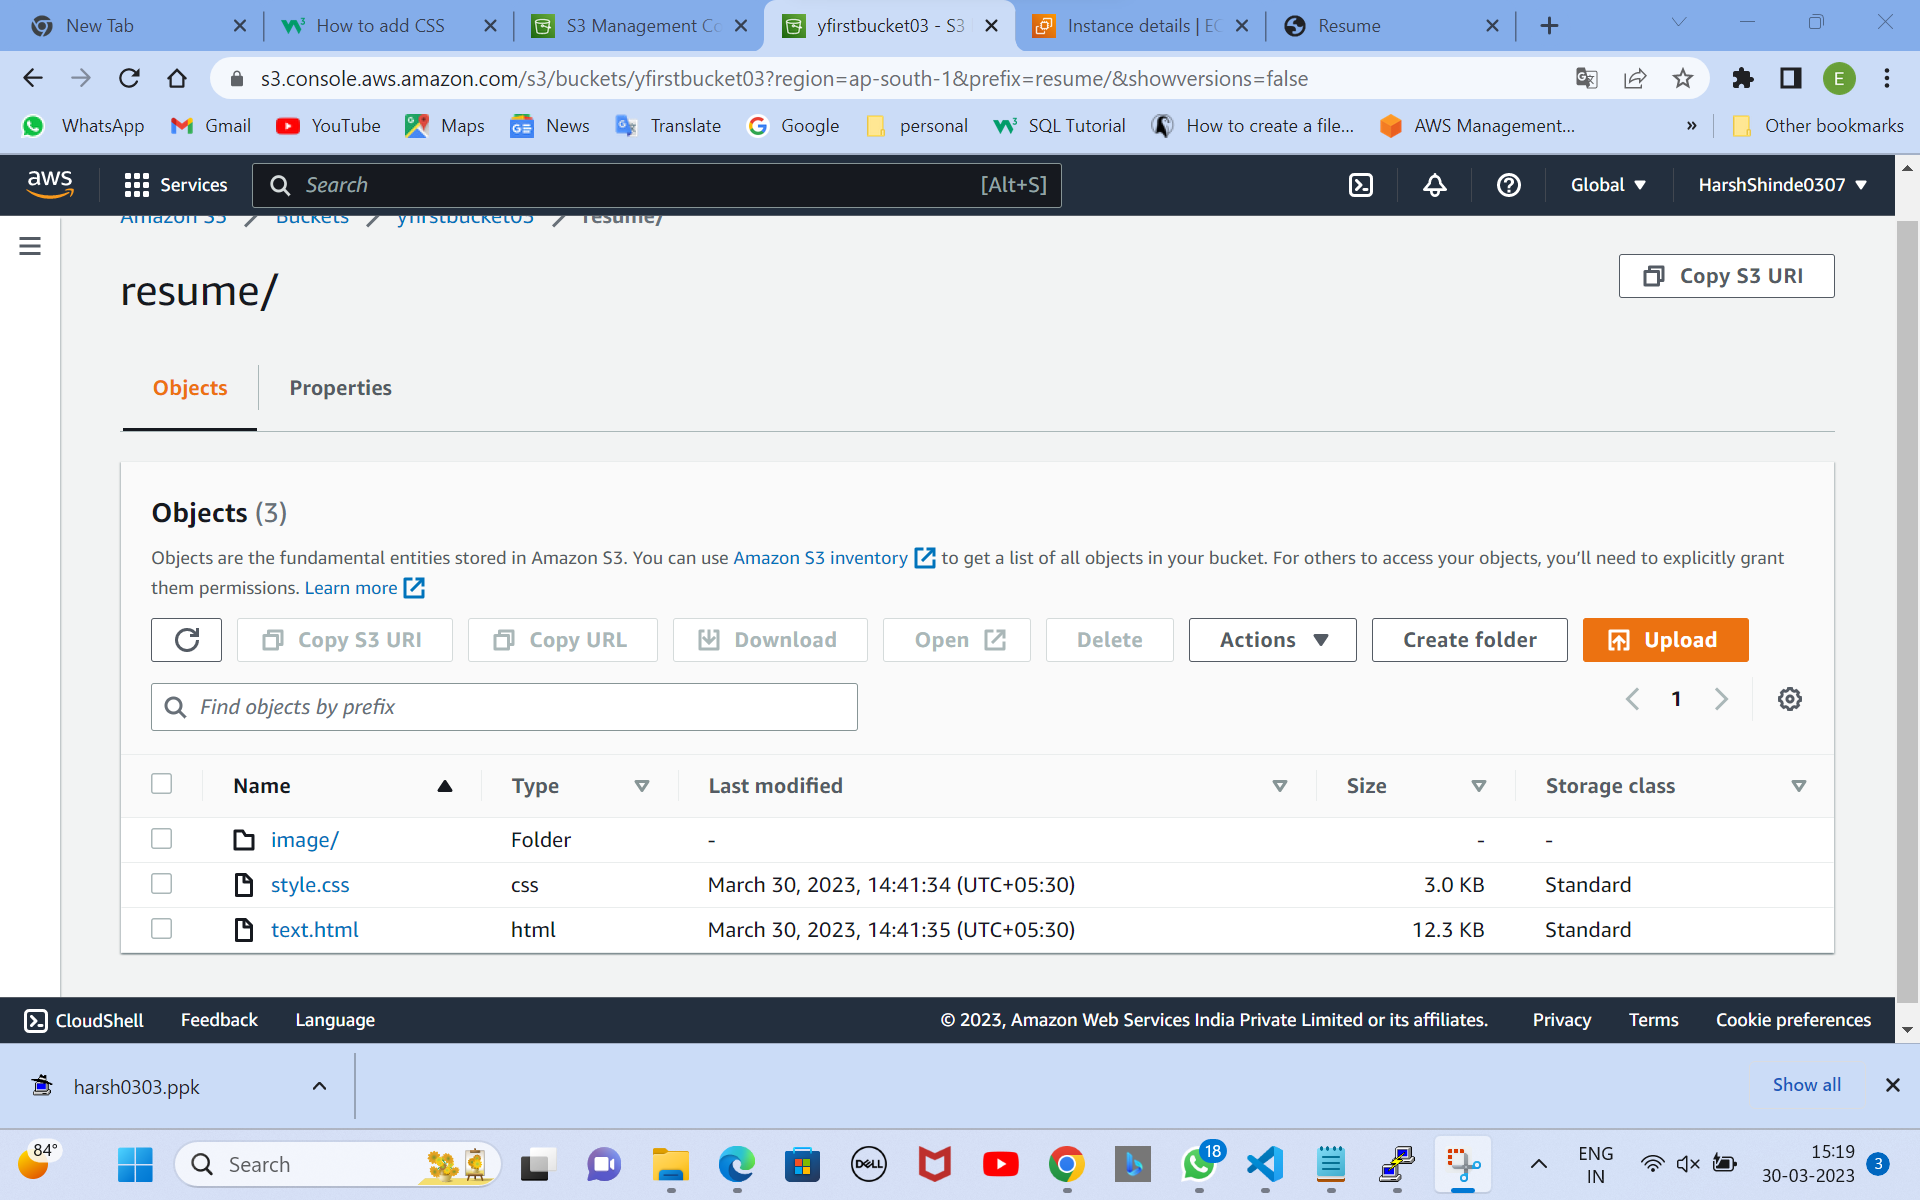 New Tab
How to add CSS
S3 Management Co
yfirstbucket03 - S3
Instance details | EC
Resume
s3.console.aws.amazon.com/s3/buckets/yfirstbucket03?region=ap-south-1&prefix=resume/&showversions=false
E
WhatsApp
Gmail
YouTube
Maps
News
Translate
Google
personal
SQL Tutorial
How to create a file...
AWS Management...
»
Other bookmarks
aws
Services
Search
[Alt+S]
Global
HarshShinde0307
Amazon S3
Buckets
yfirstbucket03
resume/
resume/
Copy S3 URI
Objects
Properties
Objects (3)
Objects are the fundamental entities stored in Amazon S3. You can use Amazon S3 inventory to get a list of all objects in your bucket. For others to access your objects, you’ll need to explicitly grant
them permissions. Learn more
Copy S3 URI
Copy URL
Download
Open
Delete
Actions
Create folder
Upload
Find objects by prefix
1
Name Type Last modified Size Storage class
image/ Folder - - -
style.css css March 30, 2023, 14:41:34 (UTC+05:30) 3.0 KB Standard
text.html html March 30, 2023, 14:41:35 (UTC+05:30) 12.3 KB Standard
CloudShell
Feedback
Language
© 2023, Amazon Web Services India Private Limited or its affiliates.
Privacy
Terms
Cookie preferences
harsh0303.ppk
Show all
84°
Search
DELL
18
ENG
IN
15:19
30-03-2023
3